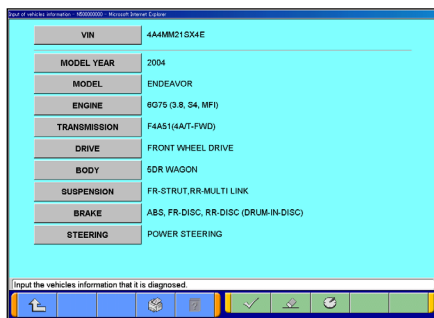 Input of vehicles information - N500000000 - Microsoft Internet Explorer
VIN 4A4MM21SX4E
MODEL YEAR 2004
MODEL ENDEAVOR
ENGINE 6G75 (3.8, S4, MFI)
TRANSMISSION F4A51(4A/T-FWD)
DRIVE FRONT WHEEL DRIVE
BODY 5DR WAGON
SUSPENSION FR-STRUT,RR-MULTI LINK
BRAKE ABS, FR-DISC, RR-DISC (DRUM-IN-DISC)
STEERING POWER STEERING
Input the vehicles information that it is diagnosed.